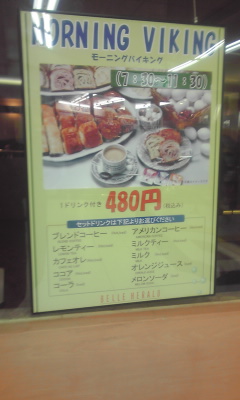 MORNING VIKING
モーニングバイキング
(7:30〜11:30)
1ドリンク付き 480円(税込み)
セットドリンクは下記よりお選びください
ブレンドコーヒー
アメリカンコーヒー
レモンティー
ミルクティー
カフェオレ
ミルク
ココア
オレンジジュース
コーラ
メロンソーダ